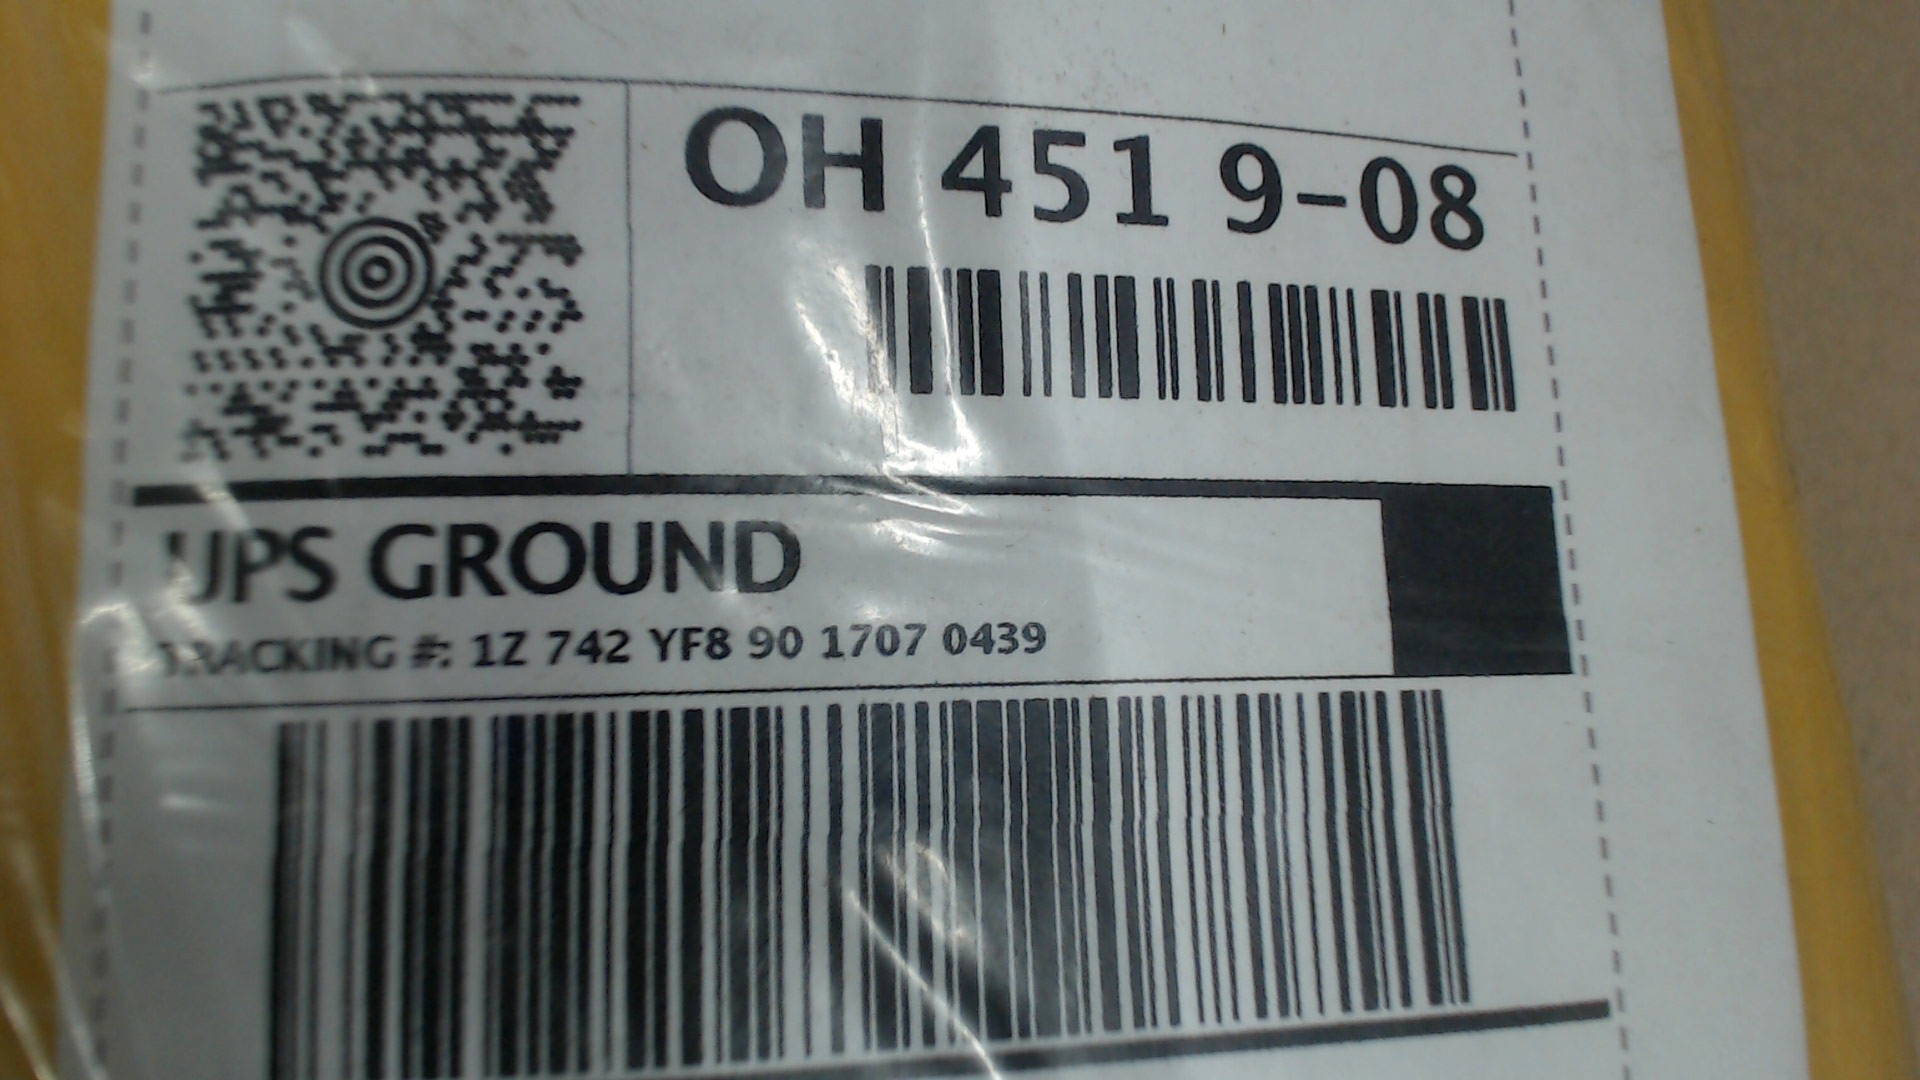 OH 451 9-08
UPS GROUND
TRACKING #: 1Z 742 YF8 90 1707 0439